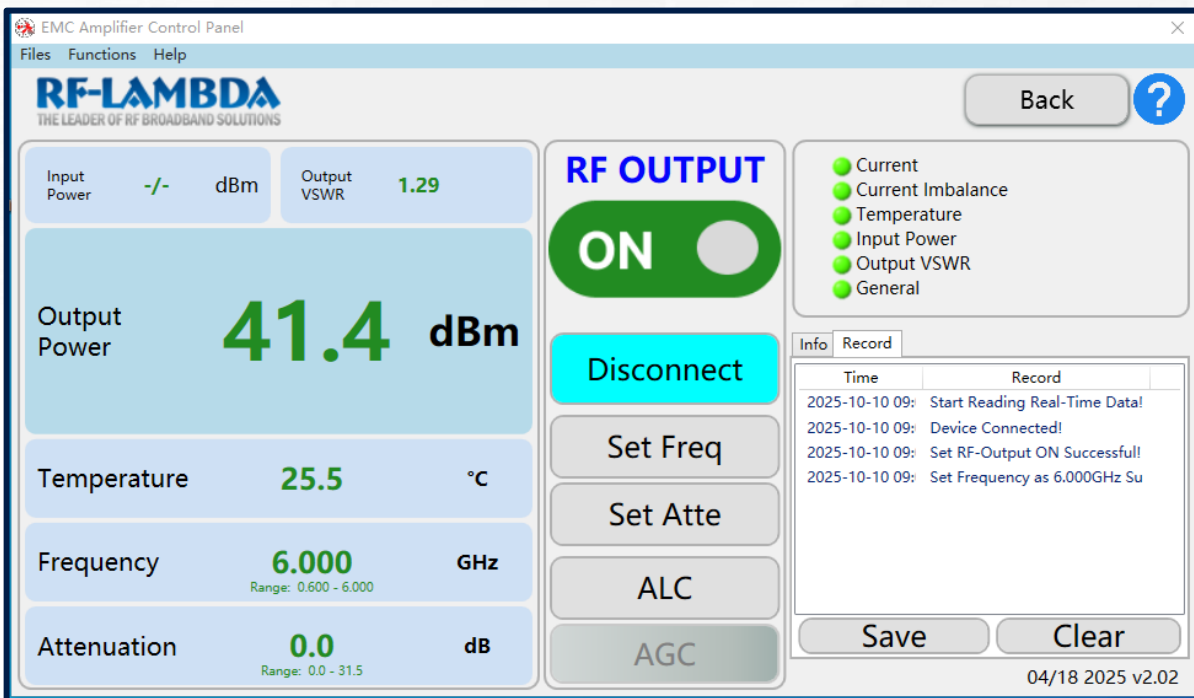 EMC Amplifier Control Panel
Files Functions Help
RF-LAMBDA
THE LEADER OF RF BROADBAND SOLUTIONS
Back
?
Input
Power
-/-
dBm
Output
VSWR
1.29
Output
Power
41.4
dBm
Temperature
25.5
°C
Frequency
6.000
GHz
Range: 0.600 - 6.000
Attenuation
0.0
dB
Range: 0.0 - 31.5
RF OUTPUT
ON
Disconnect
Set Freq
Set Atte
ALC
AGC
Current
Current Imbalance
Temperature
Input Power
Output VSWR
General
Info Record
Time Record
2025-10-10 09: Start Reading Real-Time Data!
2025-10-10 09: Device Connected!
2025-10-10 09: Set RF-Output ON Successful!
2025-10-10 09: Set Frequency as 6.000GHz Su
Save Clear
04/18 2025 v2.02